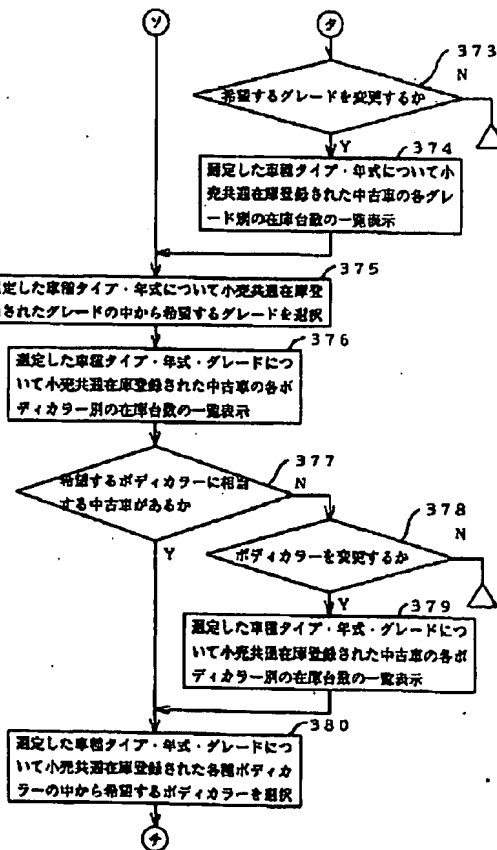 ソ
タ
373
希望するグレードを変更するか
N
Y
374
選定した車種タイプ・年式について小
売共通在庫登録された中古車の各グレ
ード別の在庫台数の一覧表示
375
定した車種タイプ・年式について小売共通在庫登
されたグレードの中から希望するグレードを選択
376
選定した車種タイプ・年式・グレードにつ
いて小売共通在庫登録された中古車の各ボ
ディカラー別の在庫台数の一覧表示
377
希望するボディカラーに相当
する中古車があるか
N
Y
378
ボディカラーを変更するか
N
Y
379
選定した車種タイプ・年式・グレードにつ
いて小売共通在庫登録された中古車の各ボ
ディカラー別の在庫台数の一覧表示
380
選定した車種タイプ・年式・グレードにつ
いて小売共通在庫登録された各種ボディカ
ラーの中から希望するボディカラーを選択
チ